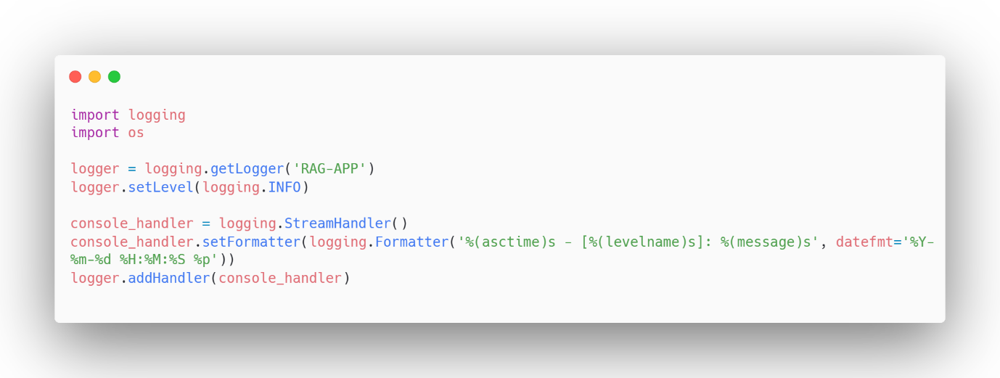 import logging
import os
logger = logging.getLogger('RAG-APP')
logger.setLevel(logging.INFO)
console_handler = logging.StreamHandler()
console_handler.setFormatter(logging.Formatter('%(asctime)s - [%(levelname)s]: %(message)s', datefmt='%Y-
%m-%d %H:%M:%S %p'))
logger.addHandler(console_handler)